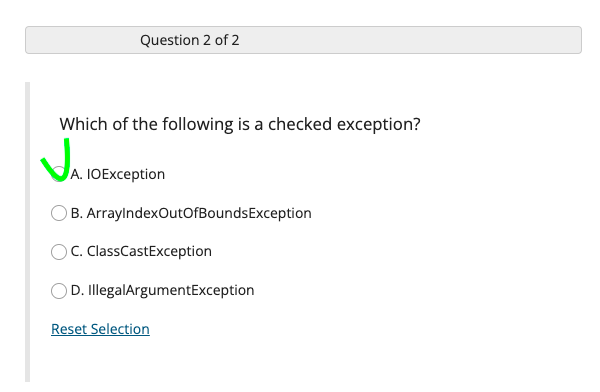 Question 2 of 2
Which of the following is a checked exception?
A. IOException
B. ArrayIndexOutOfBoundsException
C. ClassCastException
D. IllegalArgumentException
Reset Selection